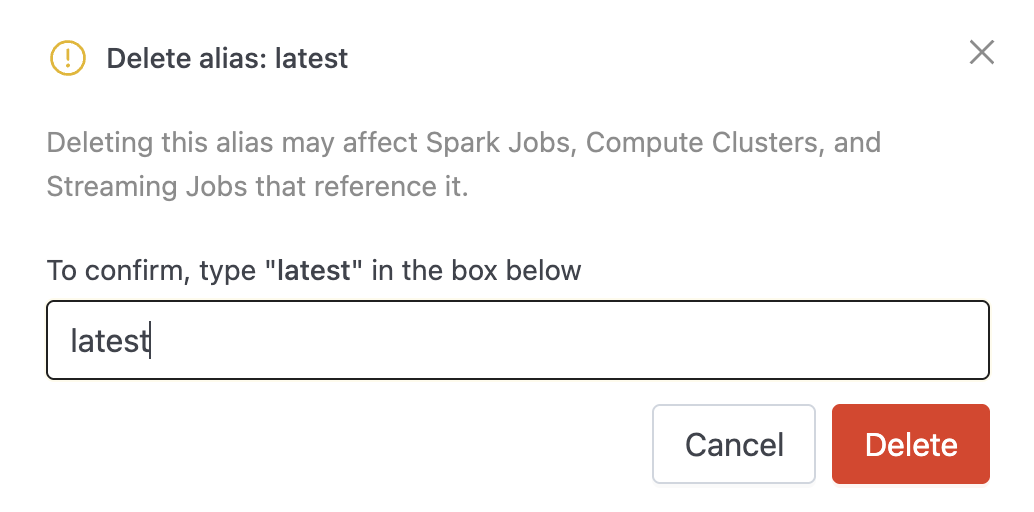 Delete alias: latest
Deleting this alias may affect Spark Jobs, Compute Clusters, and
Streaming Jobs that reference it.
To confirm, type "latest" in the box below
latest
Cancel
Delete